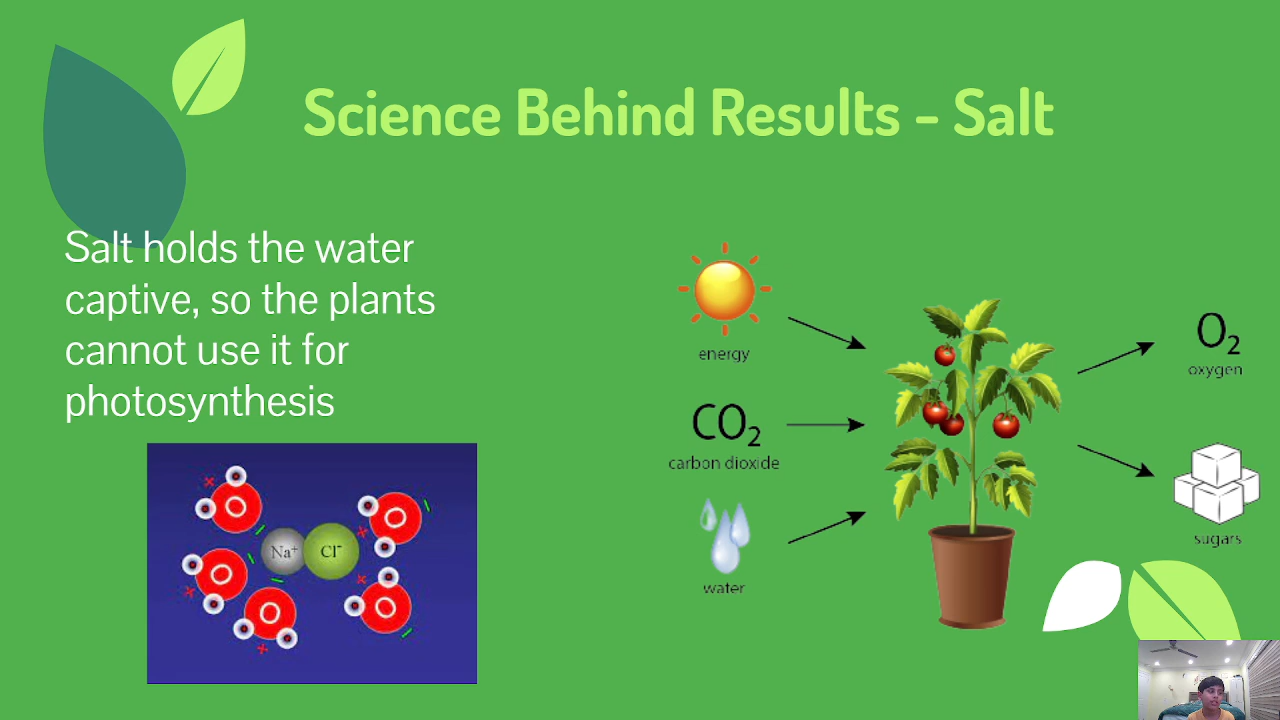 Science Behind Results - Salt
Salt holds the water
captive, so the plants
cannot use it for
photosynthesis
energy
CO₂
carbon dioxide
water
O₂
oxygen
sugars
O
O
Na⁺ Cl⁻
O
O
O